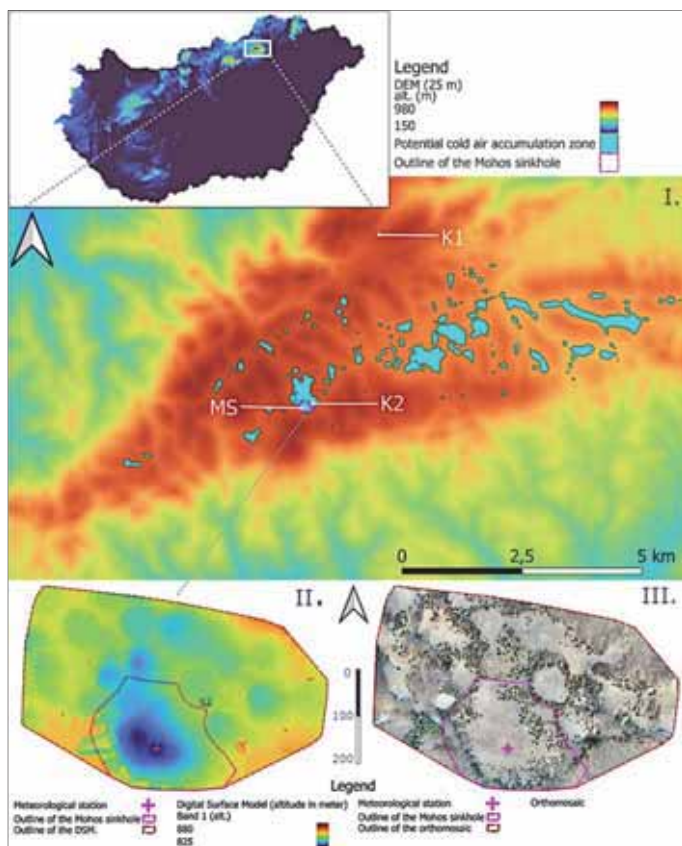 Legend
DEM (25 m)
alt. (m)
980
150
Potential cold air accumulation zone
Outline of the Mohos sinkhole
I.
K1
MS
K2
0 2,5 5 km
II.
III.
0
100
200
Legend
Meteorological station
Outline of the Mohos sinkhole
Outline of the DSM.
Digital Surface Model (altitude in meter)
Band 1 (alt.)
880
825
Meteorological station
Outline of the Mohos sinkhole
Outline of the orthomosaic
Orthomosaic